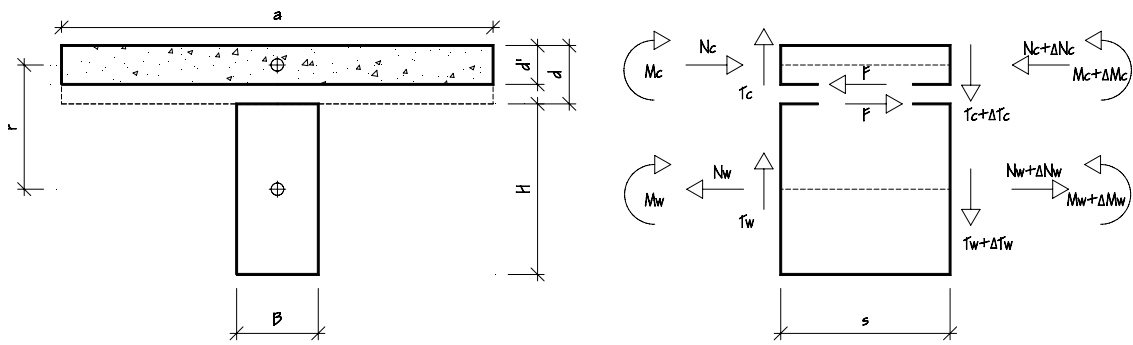 a
d'
d
r
H
B
Mc
Nc
Tc
F
F
Nc+ΔNc
Mc+ΔMc
Tc+ΔTc
Mw
Nw
Tw
Nw+ΔNw
Mw+ΔMw
Tw+ΔTw
s